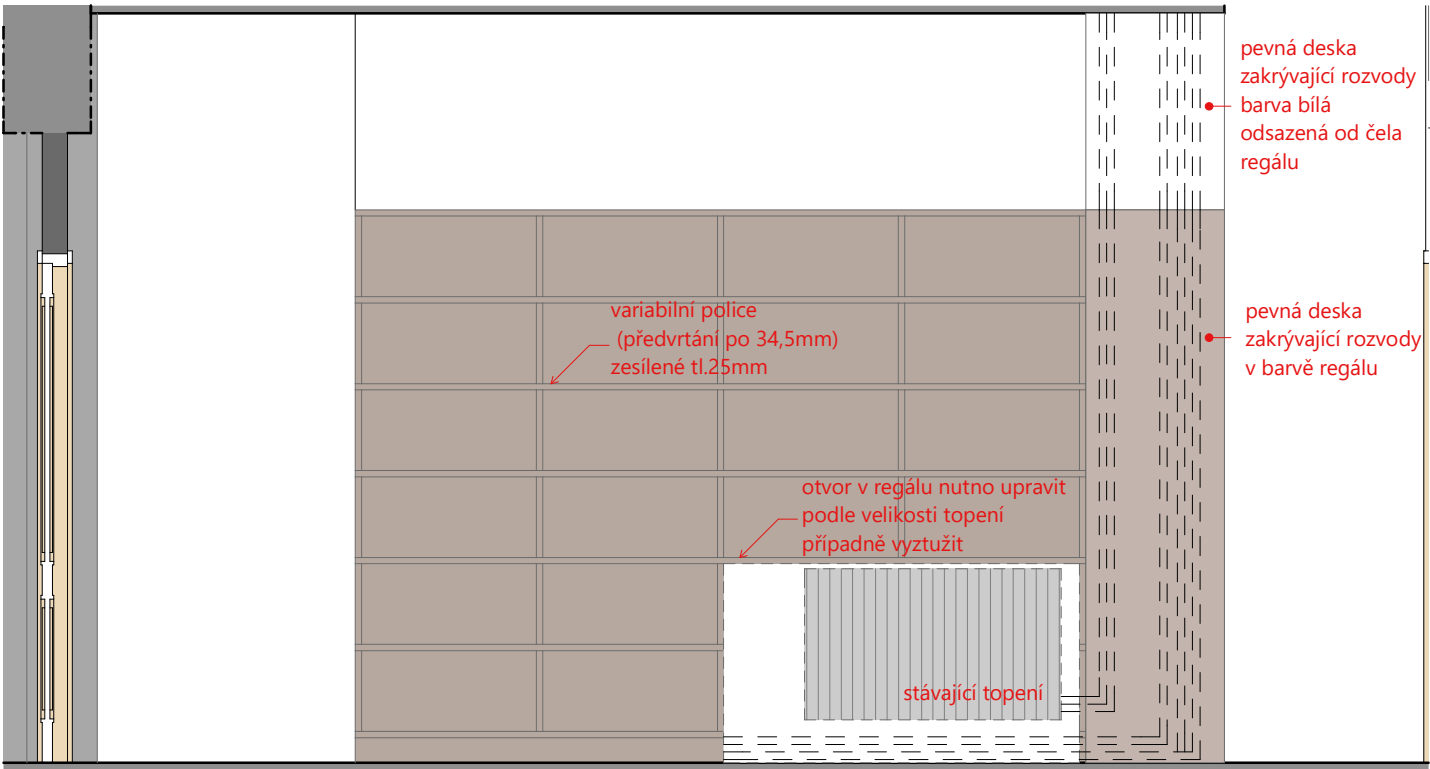 pevná deska
zakrývající rozvody
barva bílá
odsazená od čela
regálu
variabilní police
(předvrtání po 34,5mm)
zesílené tl.25mm
pevná deska
zakrývající rozvody
v barvě regálu
otvor v regálu nutno upravit
podle velikosti topení
případně vyztužit
stávající topení